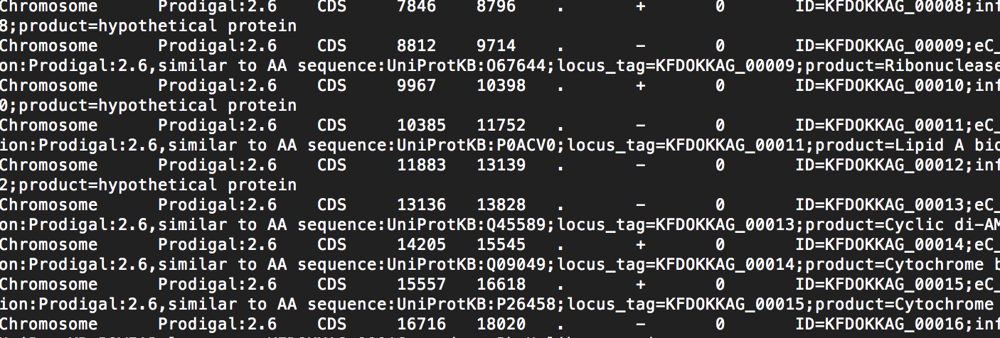 Chromosome Prodigal:2.6 CDS 7846 8796 . + 0 ID=KFDOKKAG_00008;inf
8;product=hypothetical protein
Chromosome Prodigal:2.6 CDS 8812 9714 . - 0 ID=KFDOKKAG_00009;eC_
on:Prodigal:2.6,similar to AA sequence:UniProtKB:O67644;locus_tag=KFDOKKAG_00009;product=Ribonuclease
Chromosome Prodigal:2.6 CDS 9967 10398 . + 0 ID=KFDOKKAG_00010;inf
0;product=hypothetical protein
Chromosome Prodigal:2.6 CDS 10385 11752 . - 0 ID=KFDOKKAG_00011;eC_
ion:Prodigal:2.6,similar to AA sequence:UniProtKB:P0ACV0;locus_tag=KFDOKKAG_00011;product=Lipid A bio
Chromosome Prodigal:2.6 CDS 11883 13139 . - 0 ID=KFDOKKAG_00012;inf
2;product=hypothetical protein
Chromosome Prodigal:2.6 CDS 13136 13828 . - 0 ID=KFDOKKAG_00013;eC_
on:Prodigal:2.6,similar to AA sequence:UniProtKB:Q45589;locus_tag=KFDOKKAG_00013;product=Cyclic di-AM
Chromosome Prodigal:2.6 CDS 14205 15545 . + 0 ID=KFDOKKAG_00014;eC_
on:Prodigal:2.6,similar to AA sequence:UniProtKB:Q09049;locus_tag=KFDOKKAG_00014;product=Cytochrome b
Chromosome Prodigal:2.6 CDS 15557 16618 . + 0 ID=KFDOKKAG_00015;eC_
ion:Prodigal:2.6,similar to AA sequence:UniProtKB:P26458;locus_tag=KFDOKKAG_00015;product=Cytochrome
Chromosome Prodigal:2.6 CDS 16716 18020 . - 0 ID=KFDOKKAG_00016;inf